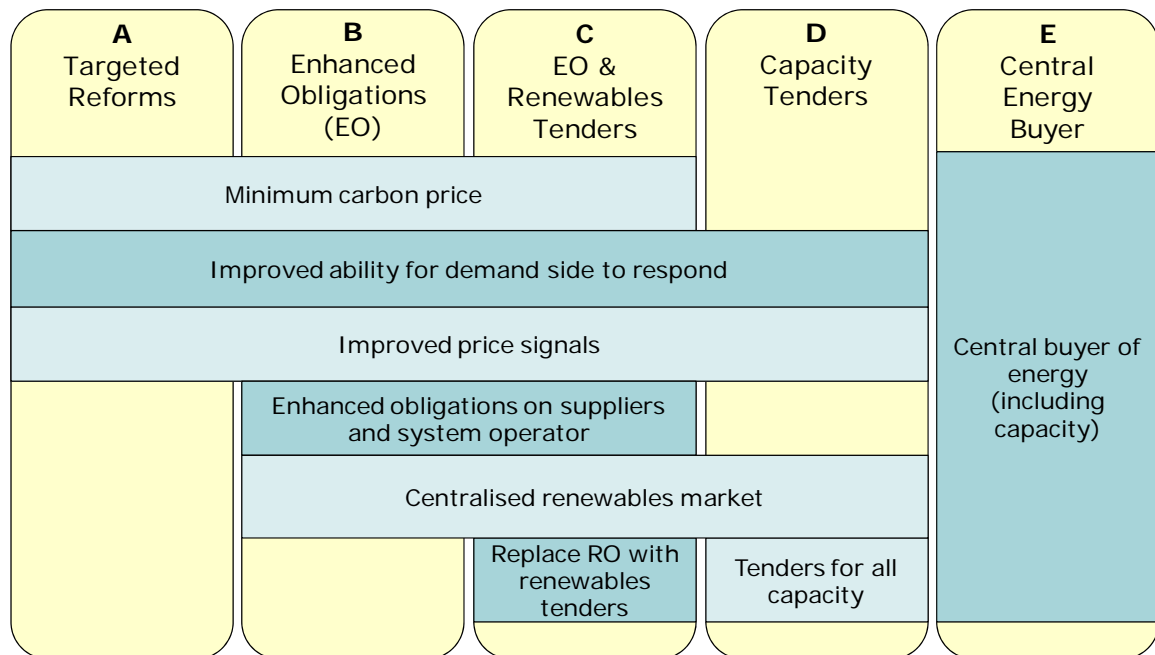 A
Targeted
Reforms
B
Enhanced
Obligations
(EO)
C
EO &
Renewables
Tenders
D
Capacity
Tenders
E
Central
Energy
Buyer
Minimum carbon price
Improved ability for demand side to respond
Improved price signals
Enhanced obligations on suppliers
and system operator
Centralised renewables market
Replace RO with
renewables
tenders
Tenders for all
capacity
Central buyer of
energy
(including
capacity)